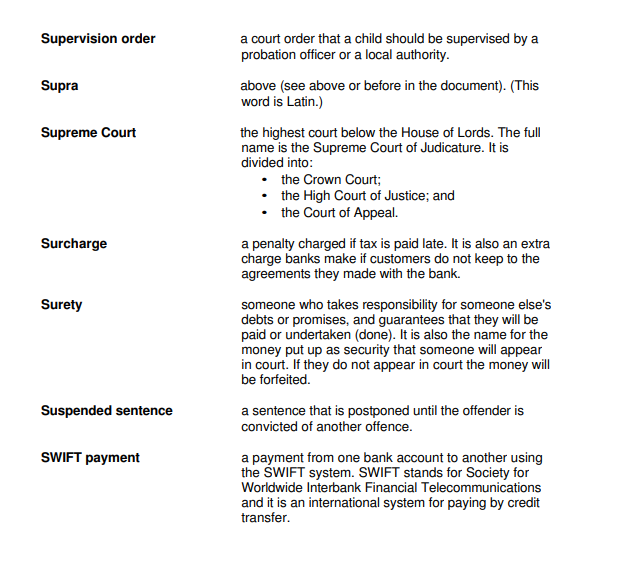 Supervision order a court order that a child should be supervised by a
probation officer or a local authority.
Supra above (see above or before in the document). (This
word is Latin.)
Supreme Court the highest court below the House of Lords. The full
name is the Supreme Court of Judicature. It is
divided into:
• the Crown Court;
• the High Court of Justice; and
• the Court of Appeal.
Surcharge a penalty charged if tax is paid late. It is also an extra
charge banks make if customers do not keep to the
agreements they made with the bank.
Surety someone who takes responsibility for someone else's
debts or promises, and guarantees that they will be
paid or undertaken (done). It is also the name for the
money put up as security that someone will appear
in court. If they do not appear in court the money will
be forfeited.
Suspended sentence a sentence that is postponed until the offender is
convicted of another offence.
SWIFT payment a payment from one bank account to another using
the SWIFT system. SWIFT stands for Society for
Worldwide Interbank Financial Telecommunications
and it is an international system for paying by credit
transfer.